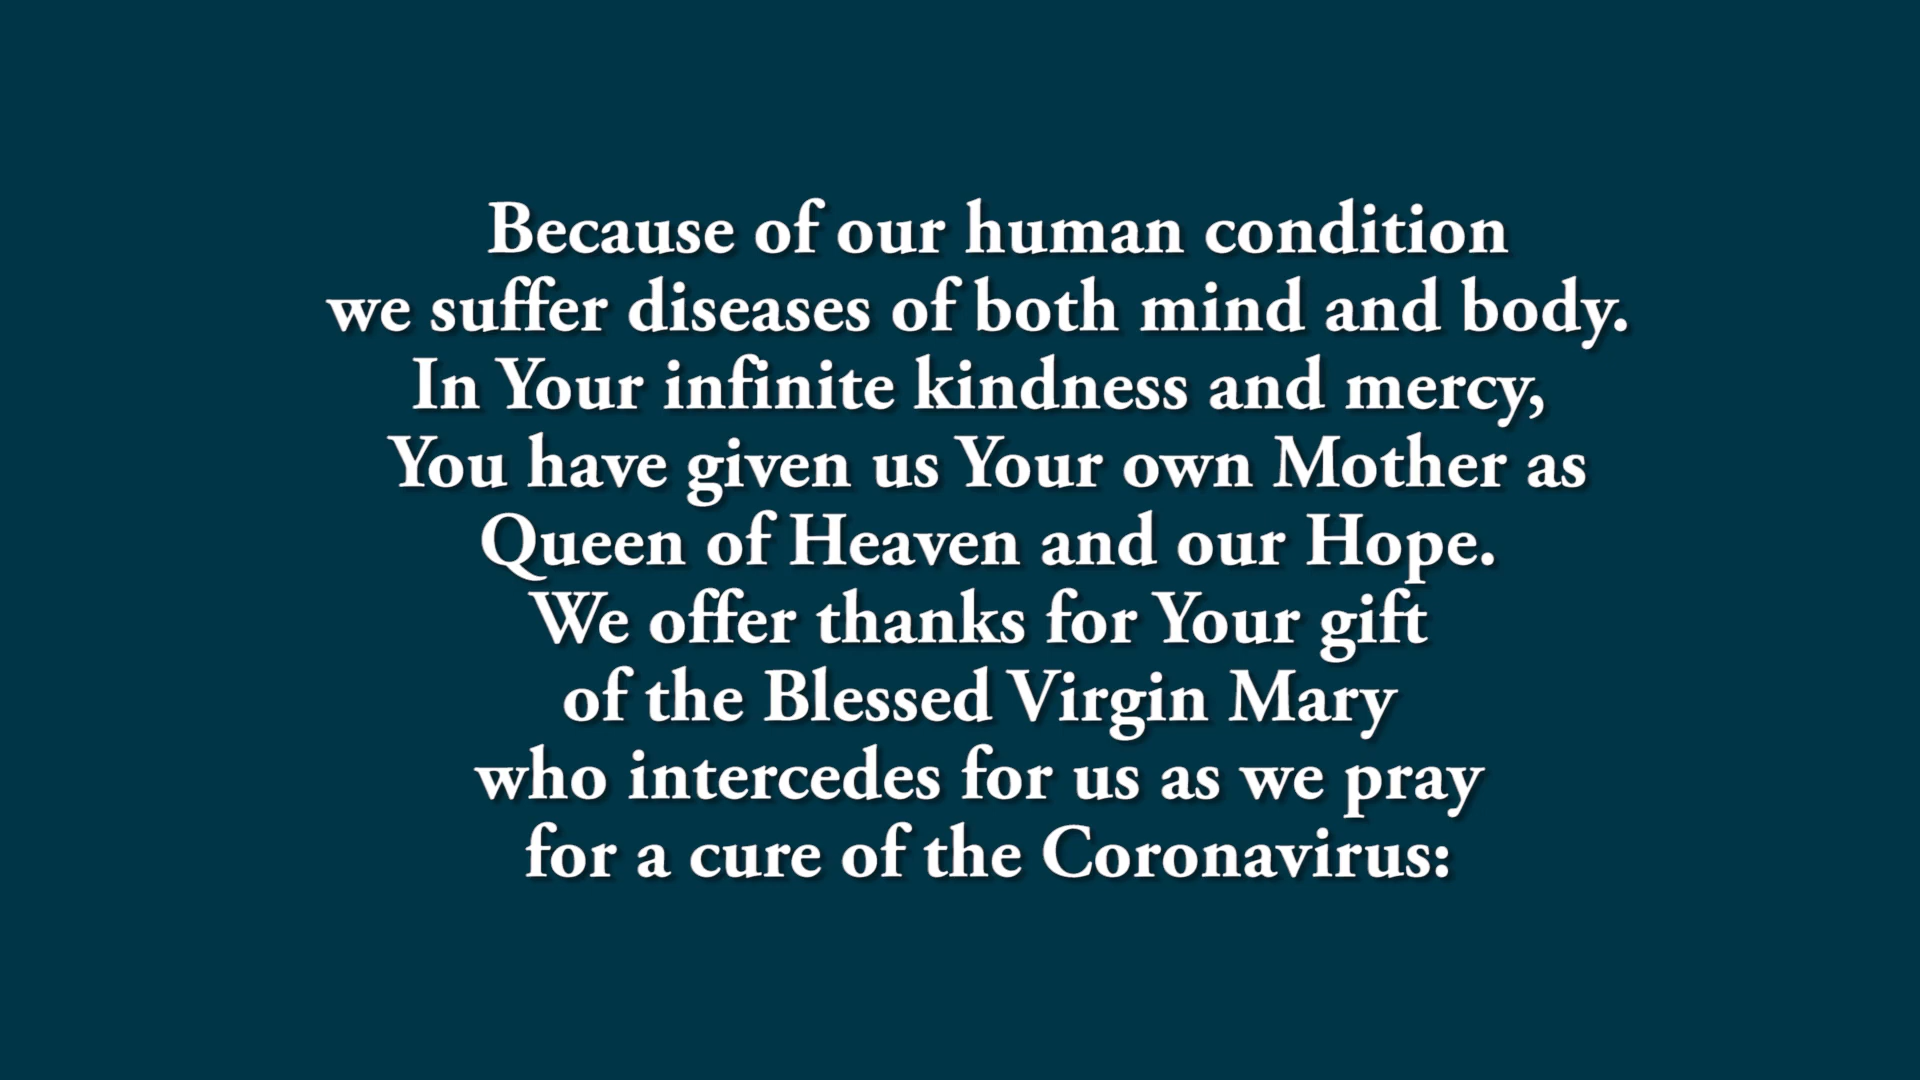 Because of our human condition
we suffer diseases of both mind and body.
In Your infinite kindness and mercy,
You have given us Your own Mother as
Queen of Heaven and our Hope.
We offer thanks for Your gift
of the Blessed Virgin Mary
who intercedes for us as we pray
for a cure of the Coronavirus: